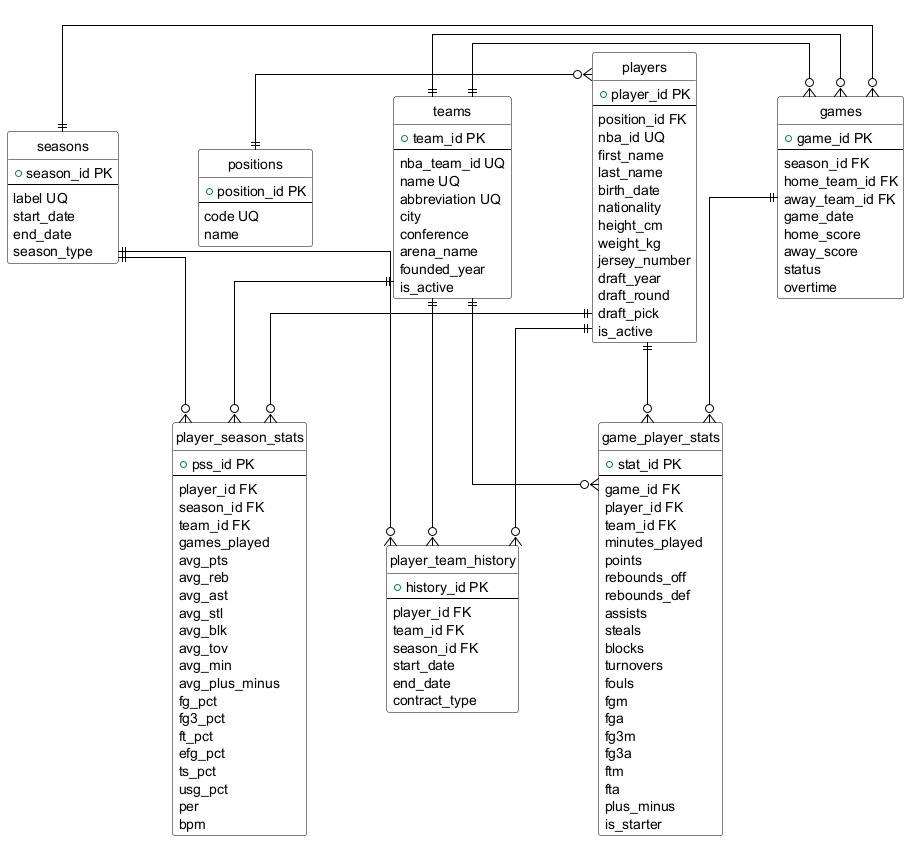 seasons
season_id PK
label UQ
start_date
end_date
season_type
positions
position_id PK
code UQ
name
teams
team_id PK
nba_team_id UQ
name UQ
abbreviation UQ
city
conference
arena_name
founded_year
is_active
players
player_id PK
position_id FK
nba_id UQ
first_name
last_name
birth_date
nationality
height_cm
weight_kg
jersey_number
draft_year
draft_round
draft_pick
is_active
games
game_id PK
season_id FK
home_team_id FK
away_team_id FK
game_date
home_score
away_score
status
overtime
player_season_stats
pss_id PK
player_id FK
season_id FK
team_id FK
games_played
avg_pts
avg_reb
avg_ast
avg_stl
avg_blk
avg_tov
avg_min
avg_plus_minus
fg_pct
fg3_pct
ft_pct
efg_pct
ts_pct
usg_pct
per
bpm
player_team_history
history_id PK
player_id FK
team_id FK
season_id FK
start_date
end_date
contract_type
game_player_stats
stat_id PK
game_id FK
player_id FK
team_id FK
minutes_played
points
rebounds_off
rebounds_def
assists
steals
blocks
turnovers
fouls
fgm
fga
fg3m
fg3a
ftm
fta
plus_minus
is_starter